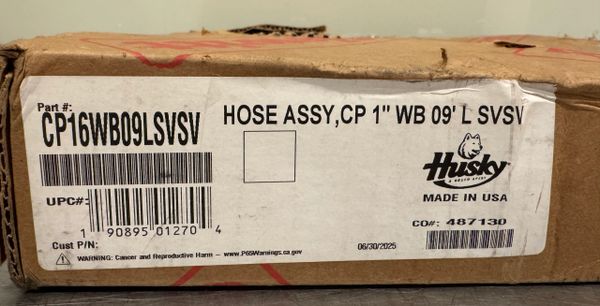 Part #:
CP16WB09LSVSV
HOSE ASSY,CP 1" WB 09' L SVSV
Husky
MADE IN USA
UPC#:
1 90895 01270 4
CO#: 487130
Cust P/N:
06/30/2025
WARNING: Cancer and Reproductive Harm - www.P65Warnings.ca.gov